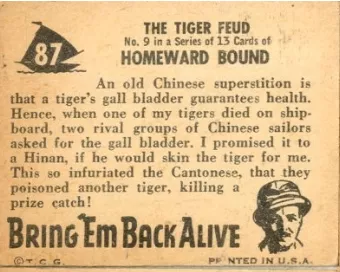 87
THE TIGER FEUD
No. 9 in a Series of 13 Cards of
HOMEWARD BOUND
An old Chinese superstition is
that a tiger's gall bladder guarantees health.
Hence, when one of my tigers died on ship-
board, two rival groups of Chinese sailors
asked for the gall bladder. I promised it to
a Hinan, if he would skin the tiger for me.
This so infuriated the Cantonese, that they
poisoned another tiger, killing a
prize catch!
BRING 'EM BACK ALIVE
© T. C. G. PRINTED IN U.S.A.